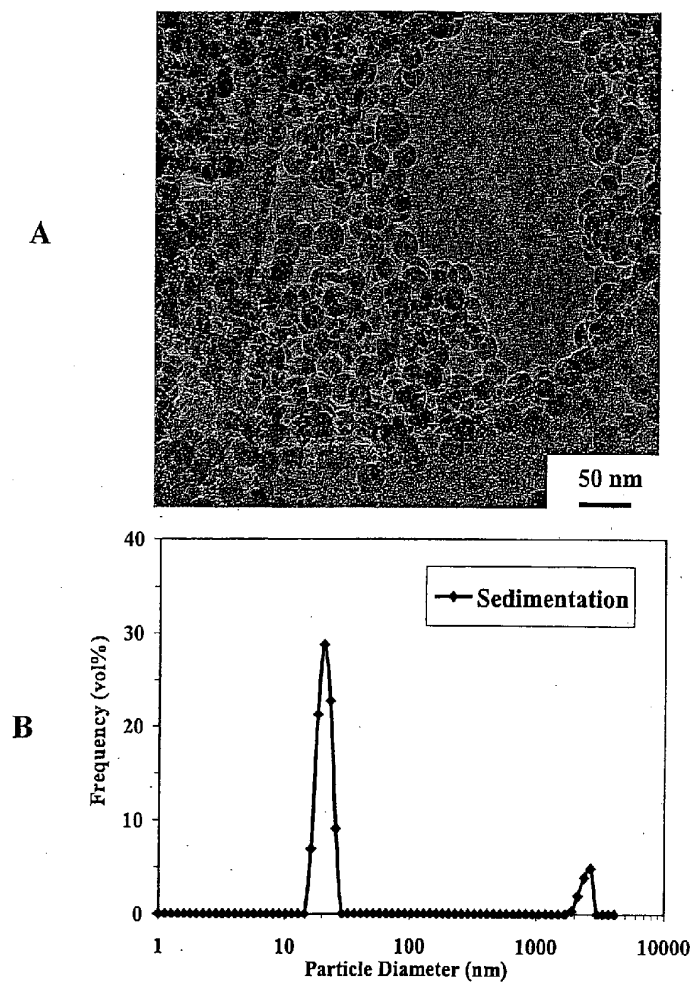 A
50 nm
B
40
30
20
10
0
Frequency (vol%)
Sedimentation
1 10 100 1000 10000
Particle Diameter (nm)